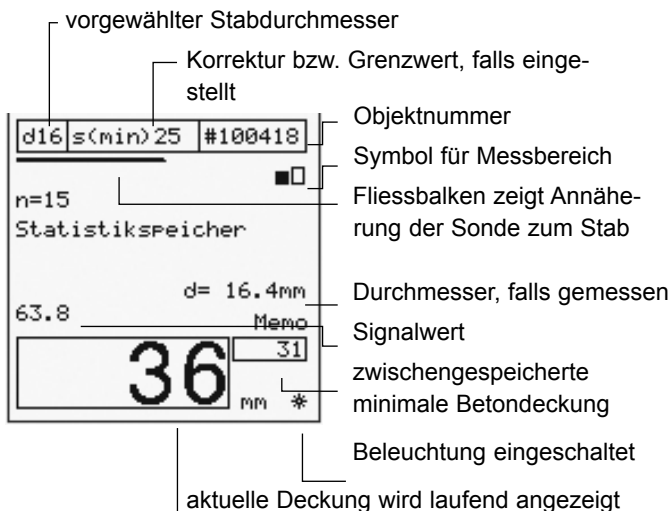 vorgewählter Stabdurchmesser
Korrektur bzw. Grenzwert, falls einge-
stellt
d16 s(min)25 #100418
Objektnummer
Symbol für Messbereich
n=15
Fliessbalken zeigt Annähe-
rung der Sonde zum Stab
Statistikspeicher
d= 16.4mm
Durchmesser, falls gemessen
63.8
Memo
Signalwert
31
36 mm
zwischengespeicherte
minimale Betondeckung
Beleuchtung eingeschaltet
aktuelle Deckung wird laufend angezeigt